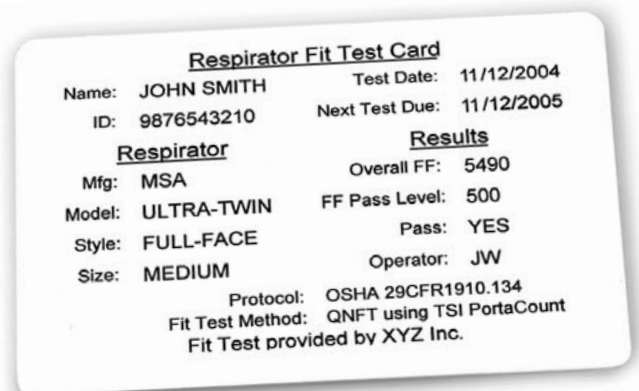 Respirator Fit Test Card
Name: JOHN SMITH Test Date: 11/12/2004
ID: 9876543210 Next Test Due: 11/12/2005
Respirator Results
Mfg: MSA Overall FF: 5490
Model: ULTRA-TWIN FF Pass Level: 500
Style: FULL-FACE Pass: YES
Size: MEDIUM Operator: JW
Protocol: OSHA 29CFR1910.134
Fit Test Method: QNFT using TSI PortaCount
Fit Test provided by XYZ Inc.